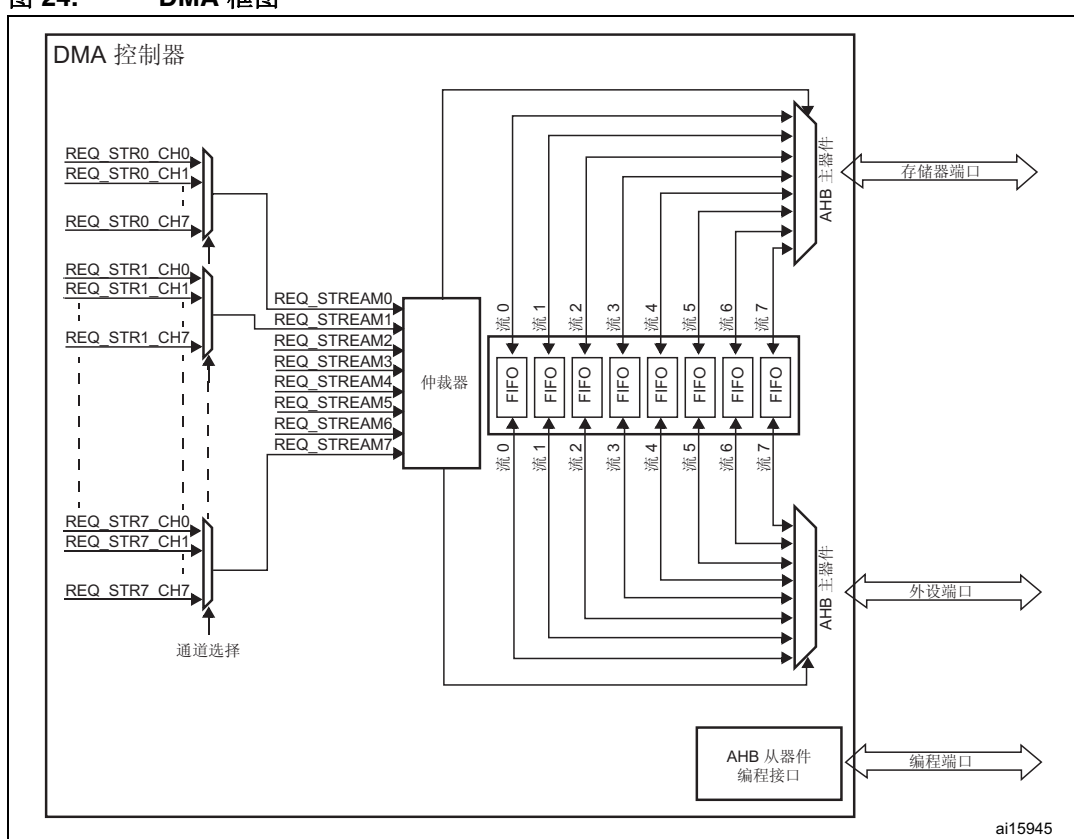 图 24. DMA 框图
DMA 控制器
REQ_STR0_CH0
REQ_STR0_CH1
REQ_STR0_CH7
REQ_STR1_CH0
REQ_STR1_CH1
REQ_STR1_CH7
REQ_STR7_CH0
REQ_STR7_CH1
REQ_STR7_CH7
通道选择
REQ_STREAM0
REQ_STREAM1
REQ_STREAM2
REQ_STREAM3
REQ_STREAM4
REQ_STREAM5
REQ_STREAM6
REQ_STREAM7
仲裁器
流 0
流 1
流 2
流 3
流 4
流 5
流 6
流 7
FIFO
FIFO
FIFO
FIFO
FIFO
FIFO
FIFO
FIFO
流 0
流 1
流 2
流 3
流 4
流 5
流 6
流 7
AHB 主器件
存储器端口
AHB 主器件
外设端口
AHB 从器件
编程接口
编程端口
ai15945